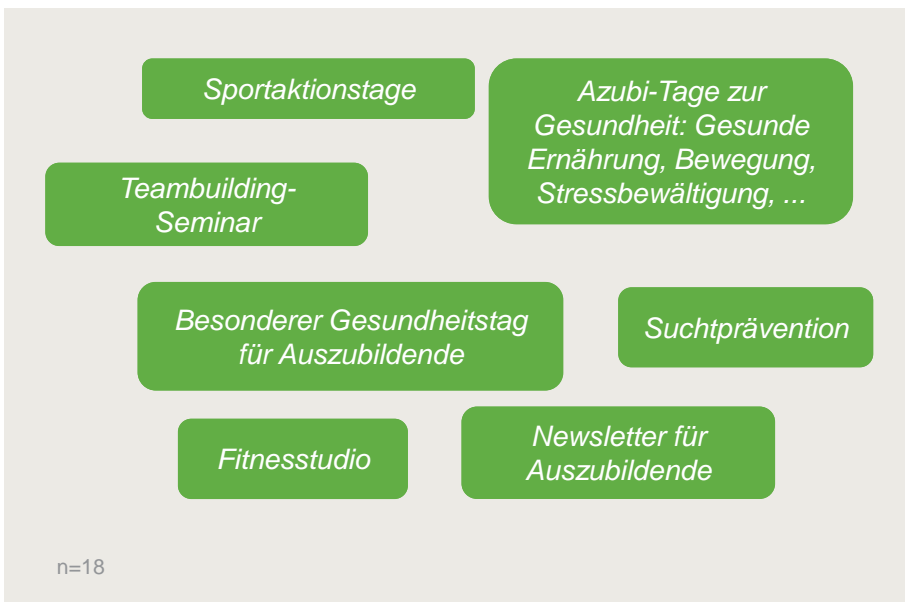 Sportaktionstage
Azubi-Tage zur
Gesundheit: Gesunde
Ernährung, Bewegung,
Stressbewältigung, ...
Teambuilding-
Seminar
Besonderer Gesundheitstag
für Auszubildende
Suchtprävention
Fitnesstudio
Newsletter für
Auszubildende
n=18